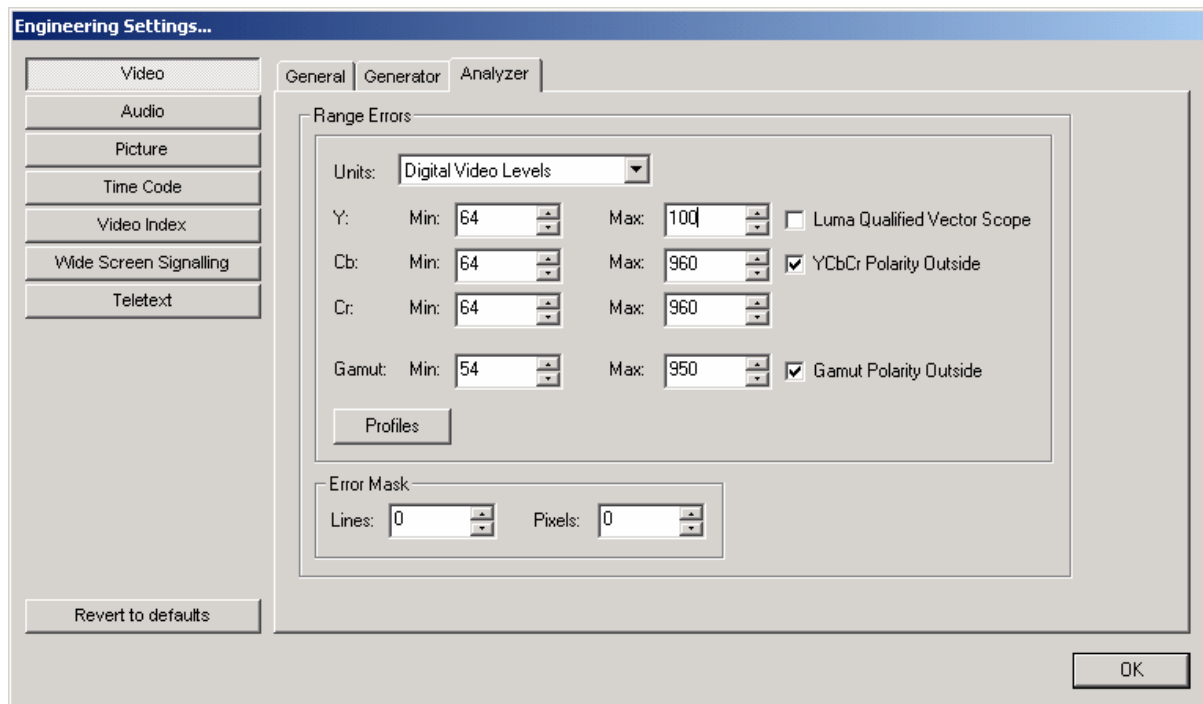 Engineering Settings...
Video
Audio
Picture
Time Code
Video Index
Wide Screen Signalling
Teletext
Revert to defaults
General Generator Analyzer
Range Errors
Units: Digital Video Levels
Y: Min: 64 Max: 100 Luma Qualified Vector Scope
Cb: Min: 64 Max: 960 YCbCr Polarity Outside
Cr: Min: 64 Max: 960
Gamut: Min: 54 Max: 950 Gamut Polarity Outside
Profiles
Error Mask
Lines: 0 Pixels: 0
OK